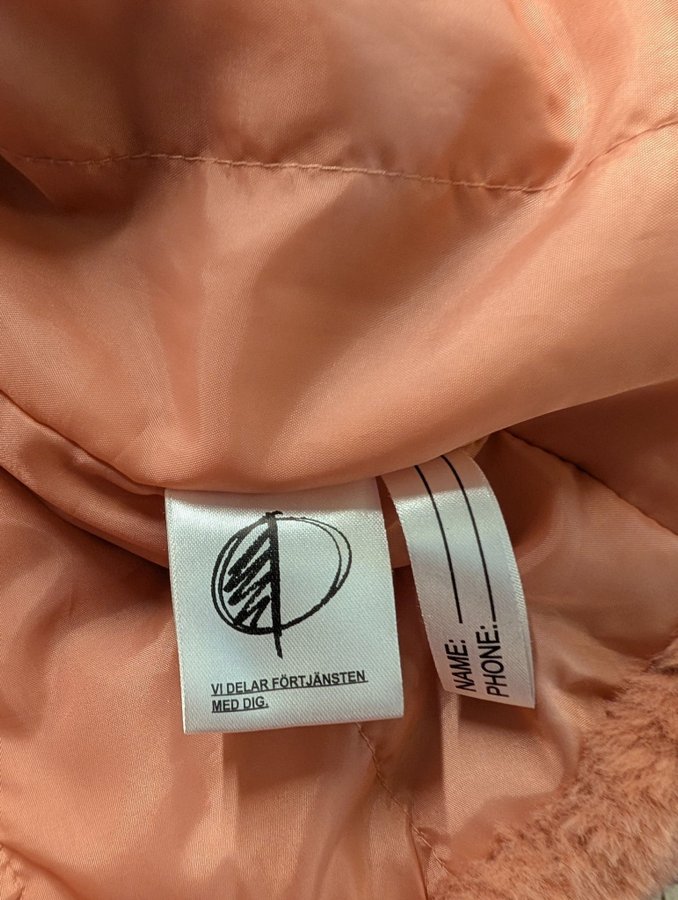 VI DELAR FÖRTJÄNSTEN
MED DIG.
NAME:
PHONE: